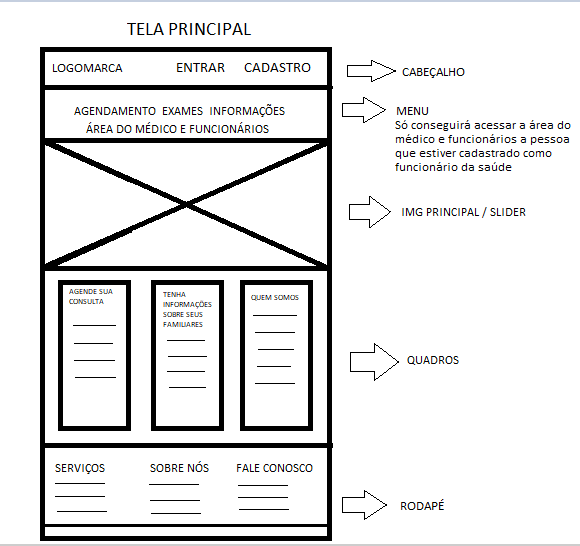 TELA PRINCIPAL
LOGOMARCA ENTRAR CADASTRO
CABEÇALHO
AGENDAMENTO EXAMES INFORMAÇÕES
ÁREA DO MÉDICO E FUNCIONÁRIOS
MENU
Só conseguirá acessar a área do
médico e funcionários a pessoa
que estiver cadastrado como
funcionário da saúde
IMG PRINCIPAL / SLIDER
AGENDE SUA
CONSULTA
TENHA
INFORMAÇÕES
SOBRE SEUS
FAMILIARES
QUEM SOMOS
QUADROS
SERVIÇOS SOBRE NÓS FALE CONOSCO
RODAPÉ